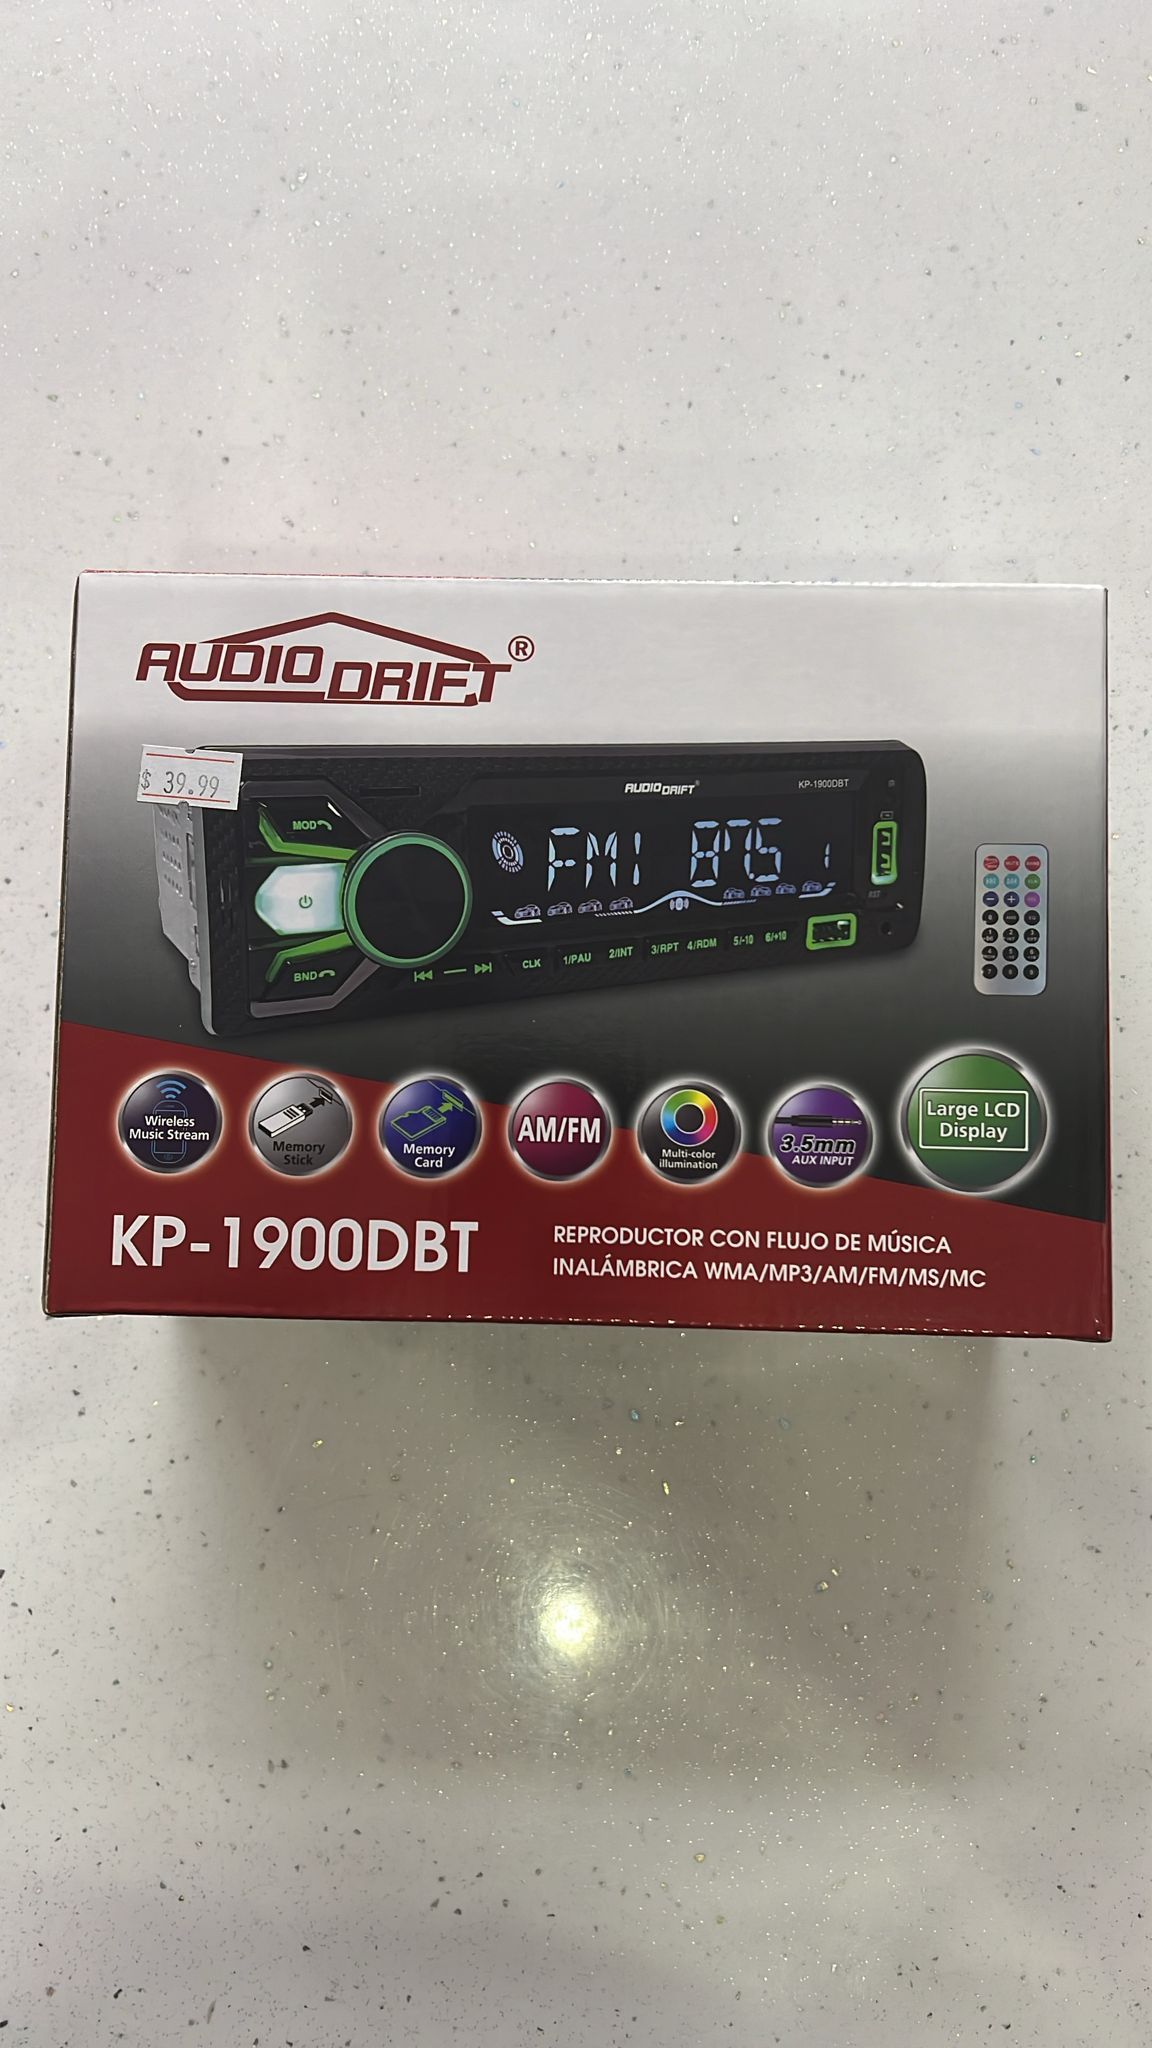 AUDIO DRIFT®
$ 39.99
AUDIO DRIFT®
KP-1900DBT
MOD
FM1 87.5 1
RST
BND
CLK 1/PAU 2/INT 3/RPT 4/RDM 5/-10 6/+10
Wireless
Music Stream
Memory
Stick
Memory
Card
AM/FM
Multi-color
illumination
3.5mm
AUX INPUT
Large LCD
Display
KP-1900DBT
REPRODUCTOR CON FLUJO DE MÚSICA
INALÁMBRICA WMA/MP3/AM/FM/MS/MC